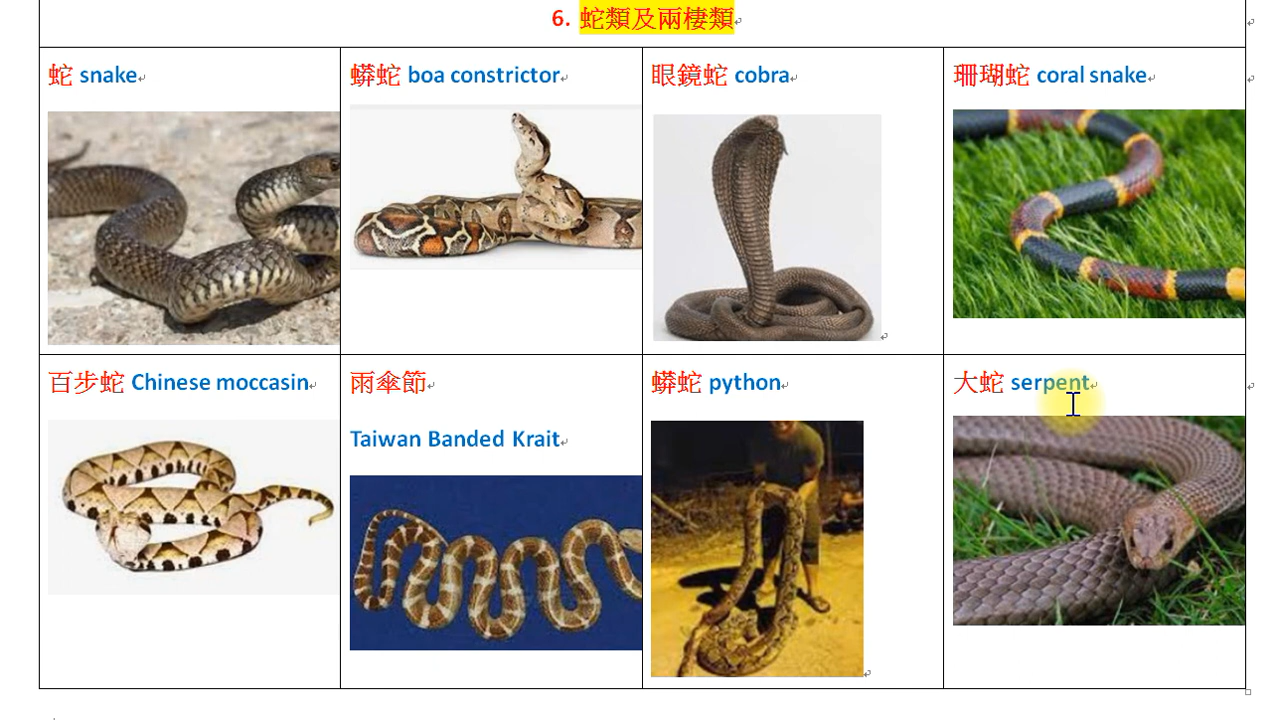 6. 蛇類及兩棲類
蛇 snake
蟒蛇 boa constrictor
眼鏡蛇 cobra
珊瑚蛇 coral snake
百步蛇 Chinese moccasin
雨傘節
Taiwan Banded Krait
蟒蛇 python
大蛇 serpent